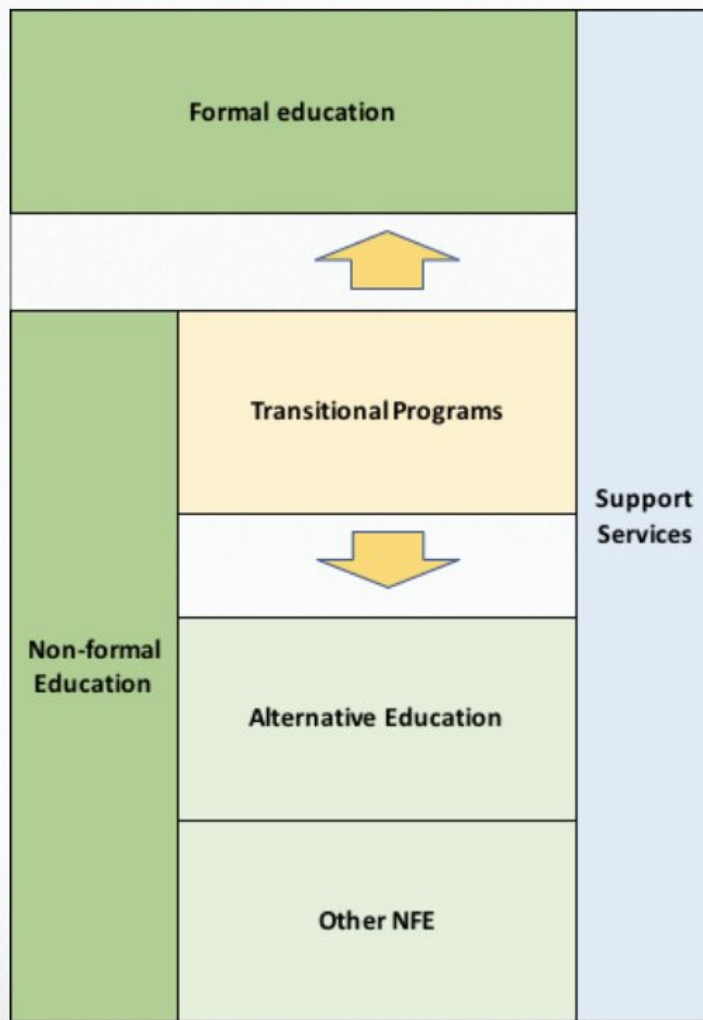 Formal education
Transitional Programs
Support
Services
Non-formal
Education
Alternative Education
Other NFE